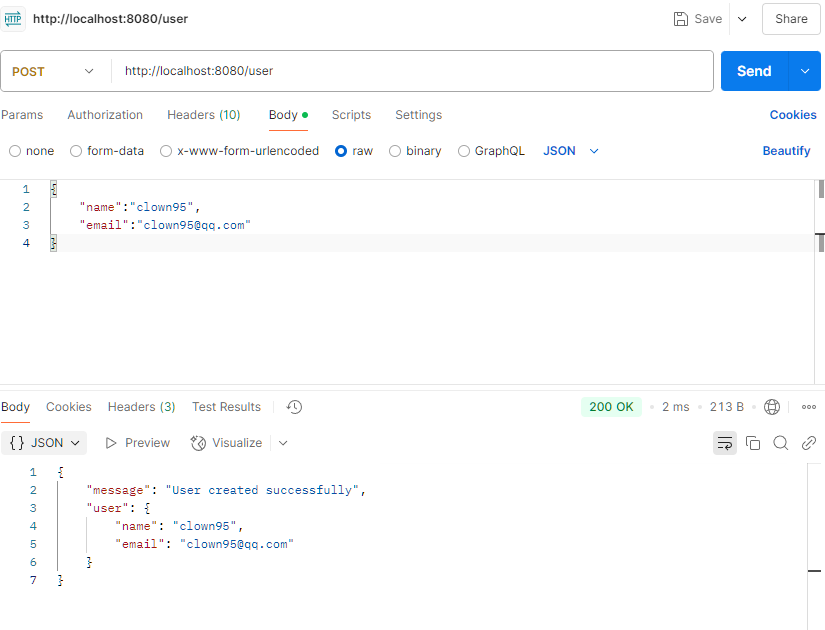 HTTP http://localhost:8080/user Save Share
POST http://localhost:8080/user Send
Params Authorization Headers (10) Body Scripts Settings Cookies
none form-data x-www-form-urlencoded raw binary GraphQL JSON Beautify
1 {
2 "name":"clown95",
3 "email":"clown95@qq.com"
4 }
Body Cookies Headers (3) Test Results 200 OK 2 ms 213 B
{} JSON Preview Visualize
1 {
2 "message": "User created successfully",
3 "user": {
4 "name": "clown95",
5 "email": "clown95@qq.com"
6 }
7 }